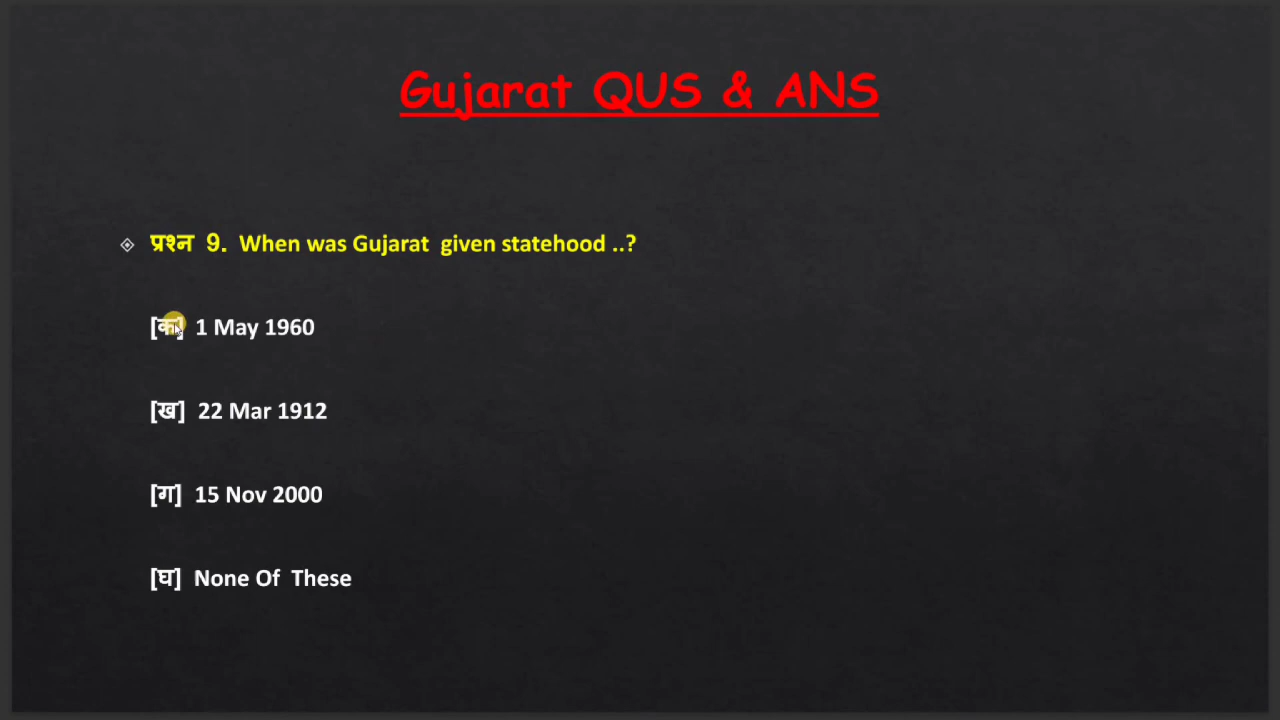 Gujarat QUS & ANS
प्रश्न 9. When was Gujarat given statehood ..?
[क] 1 May 1960
[ख] 22 Mar 1912
[ग] 15 Nov 2000
[घ] None Of These